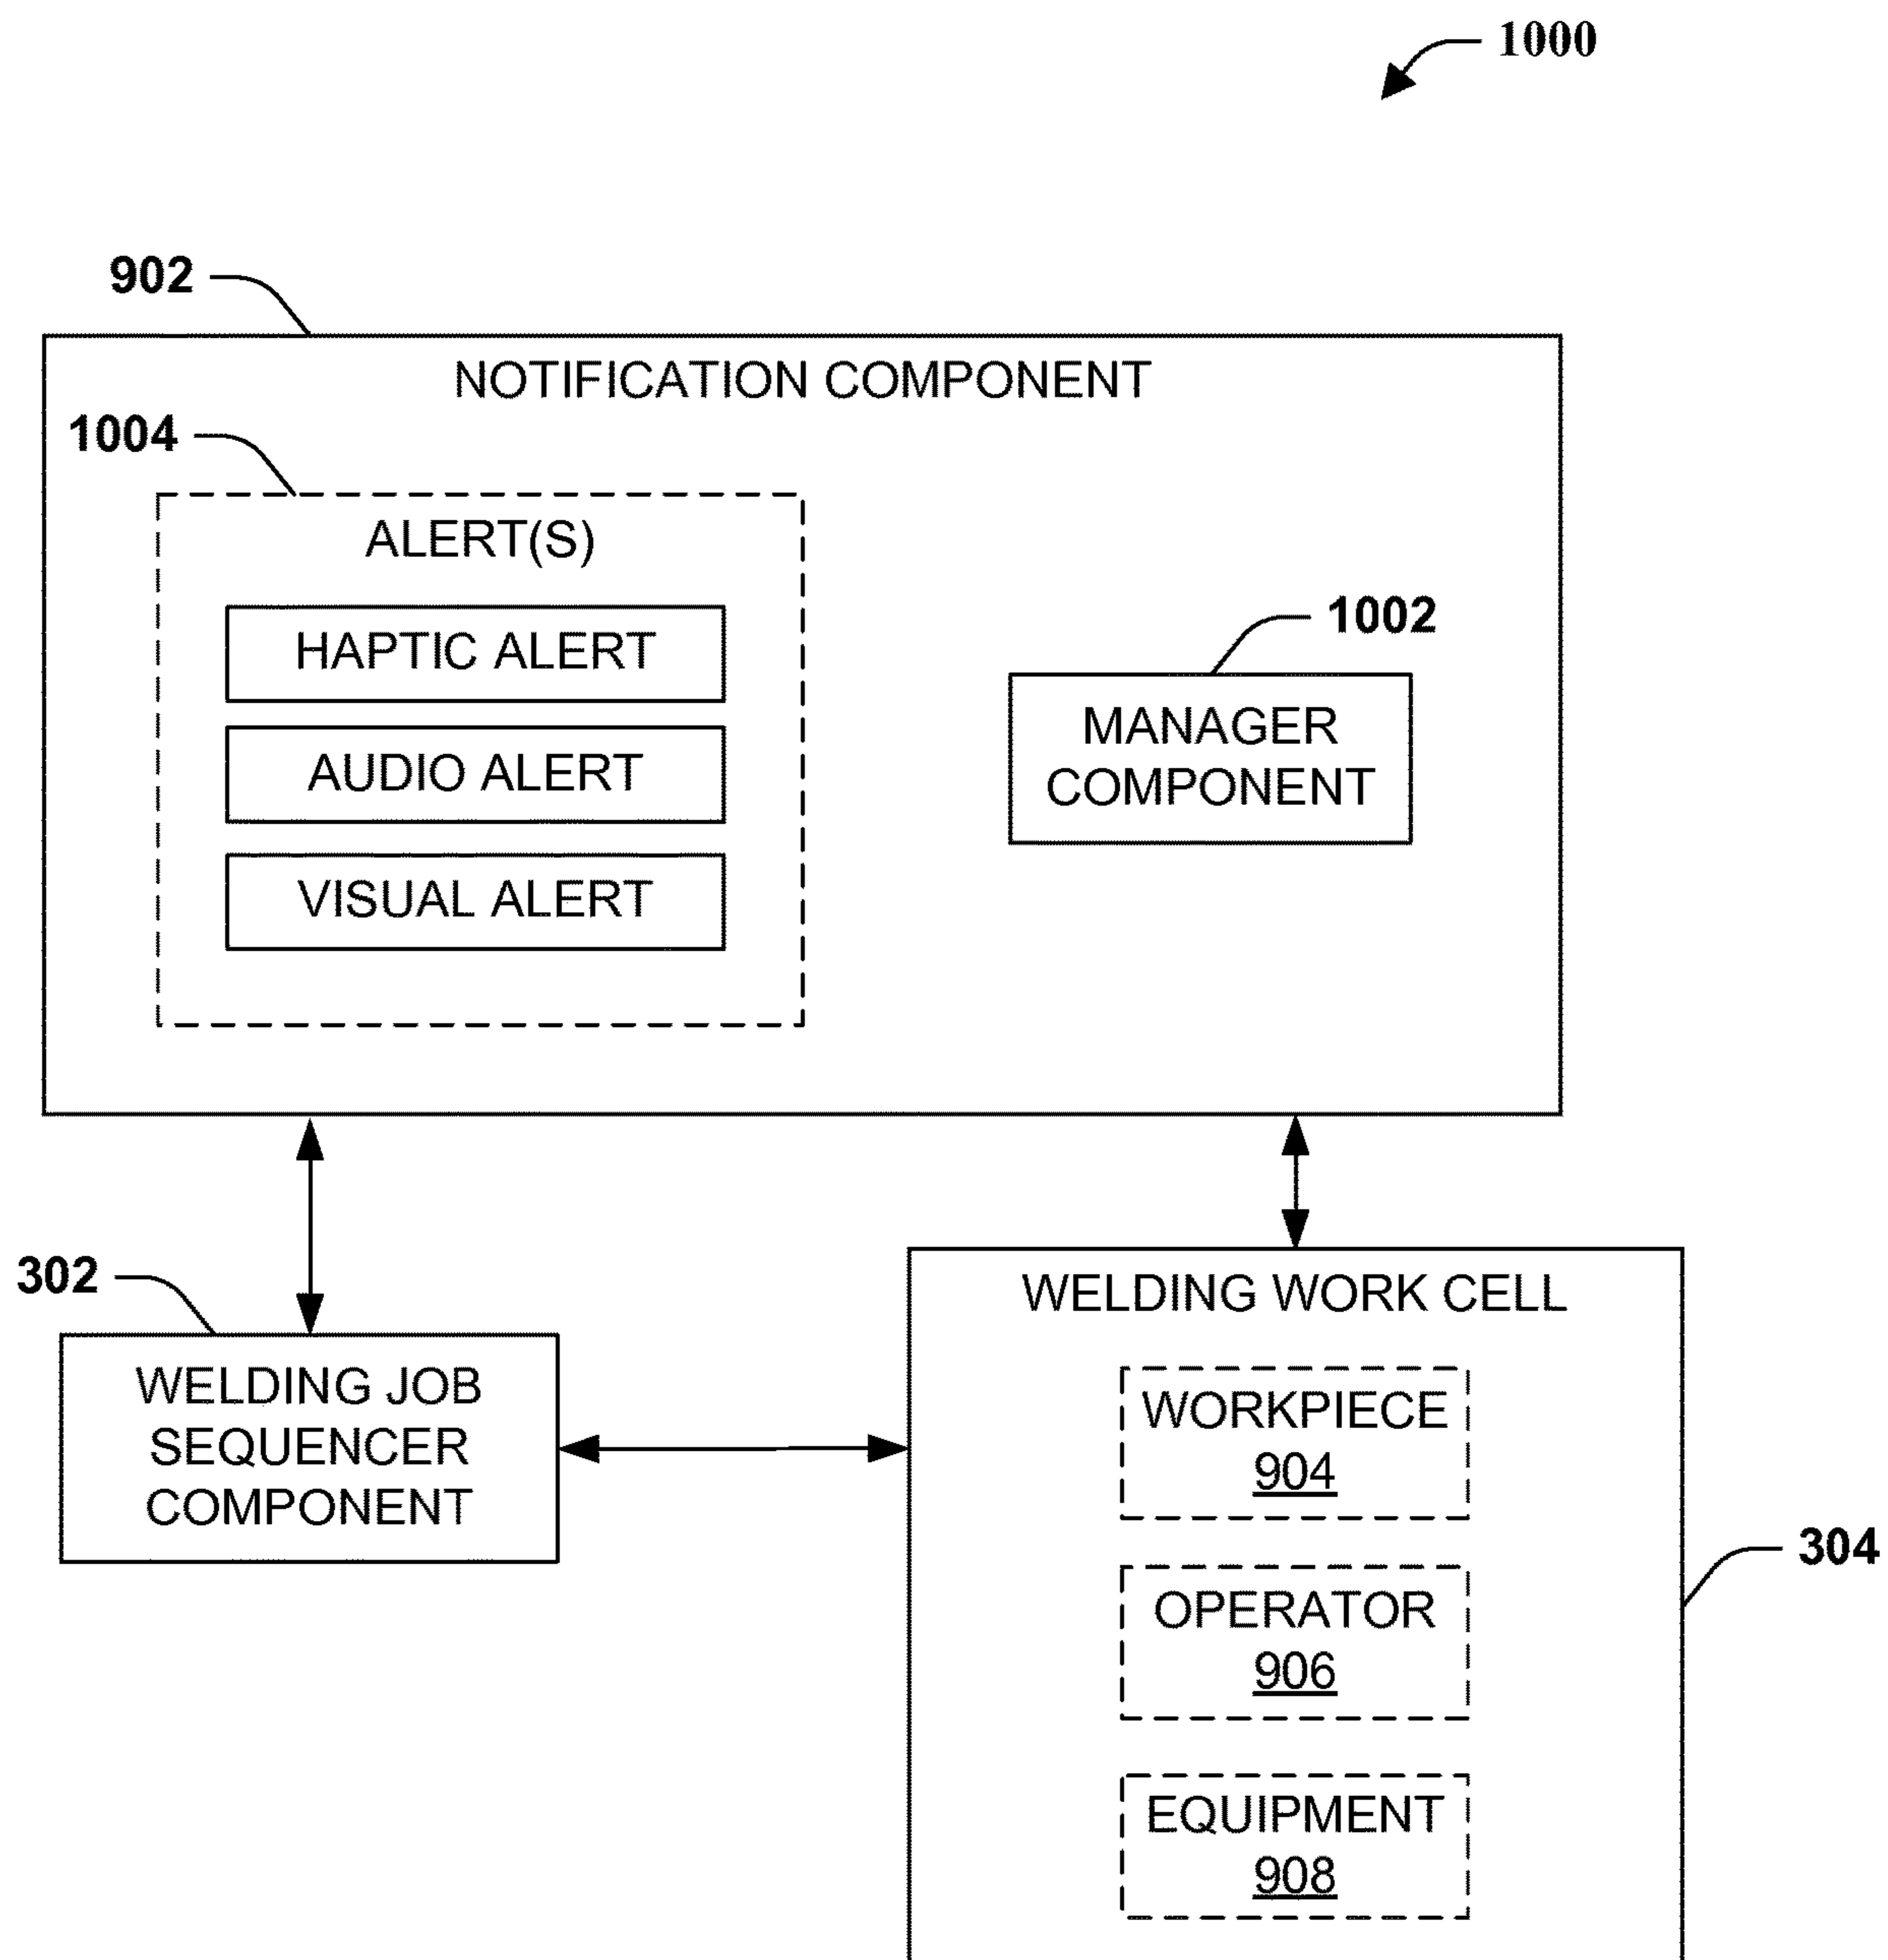 1000
902
NOTIFICATION COMPONENT
1004
ALERT(S)
HAPTIC ALERT
AUDIO ALERT
VISUAL ALERT
1002
MANAGER
COMPONENT
302
WELDING JOB
SEQUENCER
COMPONENT
WELDING WORK CELL
WORKPIECE
904
OPERATOR
906
EQUIPMENT
908
304